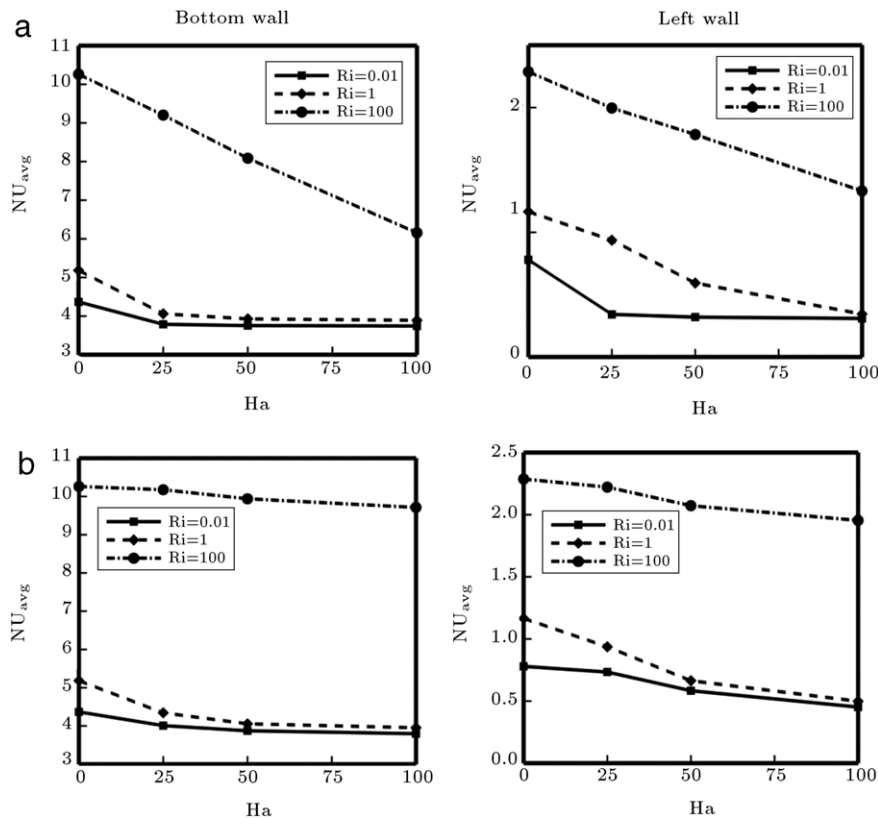 a
Bottom wall
Left wall
11
10
9
8
7
6
5
4
3
NUavg
Ri=0.01
Ri=1
Ri=100
0
25
50
75
100
Ha
2
1
0
NUavg
Ri=0.01
Ri=1
Ri=100
0
25
50
75
100
Ha
b
11
10
9
8
7
6
5
4
3
NUavg
Ri=0.01
Ri=1
Ri=100
0
25
50
75
100
Ha
2.5
2.0
1.5
1.0
0.5
0.0
NUavg
Ri=0.01
Ri=1
Ri=100
0
25
50
75
100
Ha